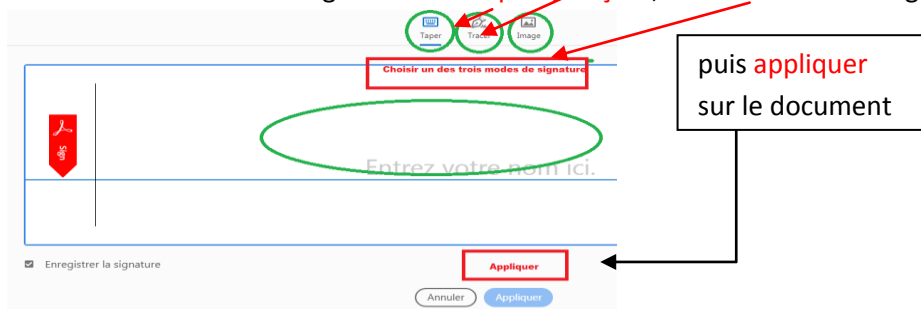 Taper Tracer Image
Choisir un des trois modes de signature
puis appliquer
sur le document
Sign
Entrez votre nom ici.
Enregistrer la signature
Appliquer
Annuler Appliquer